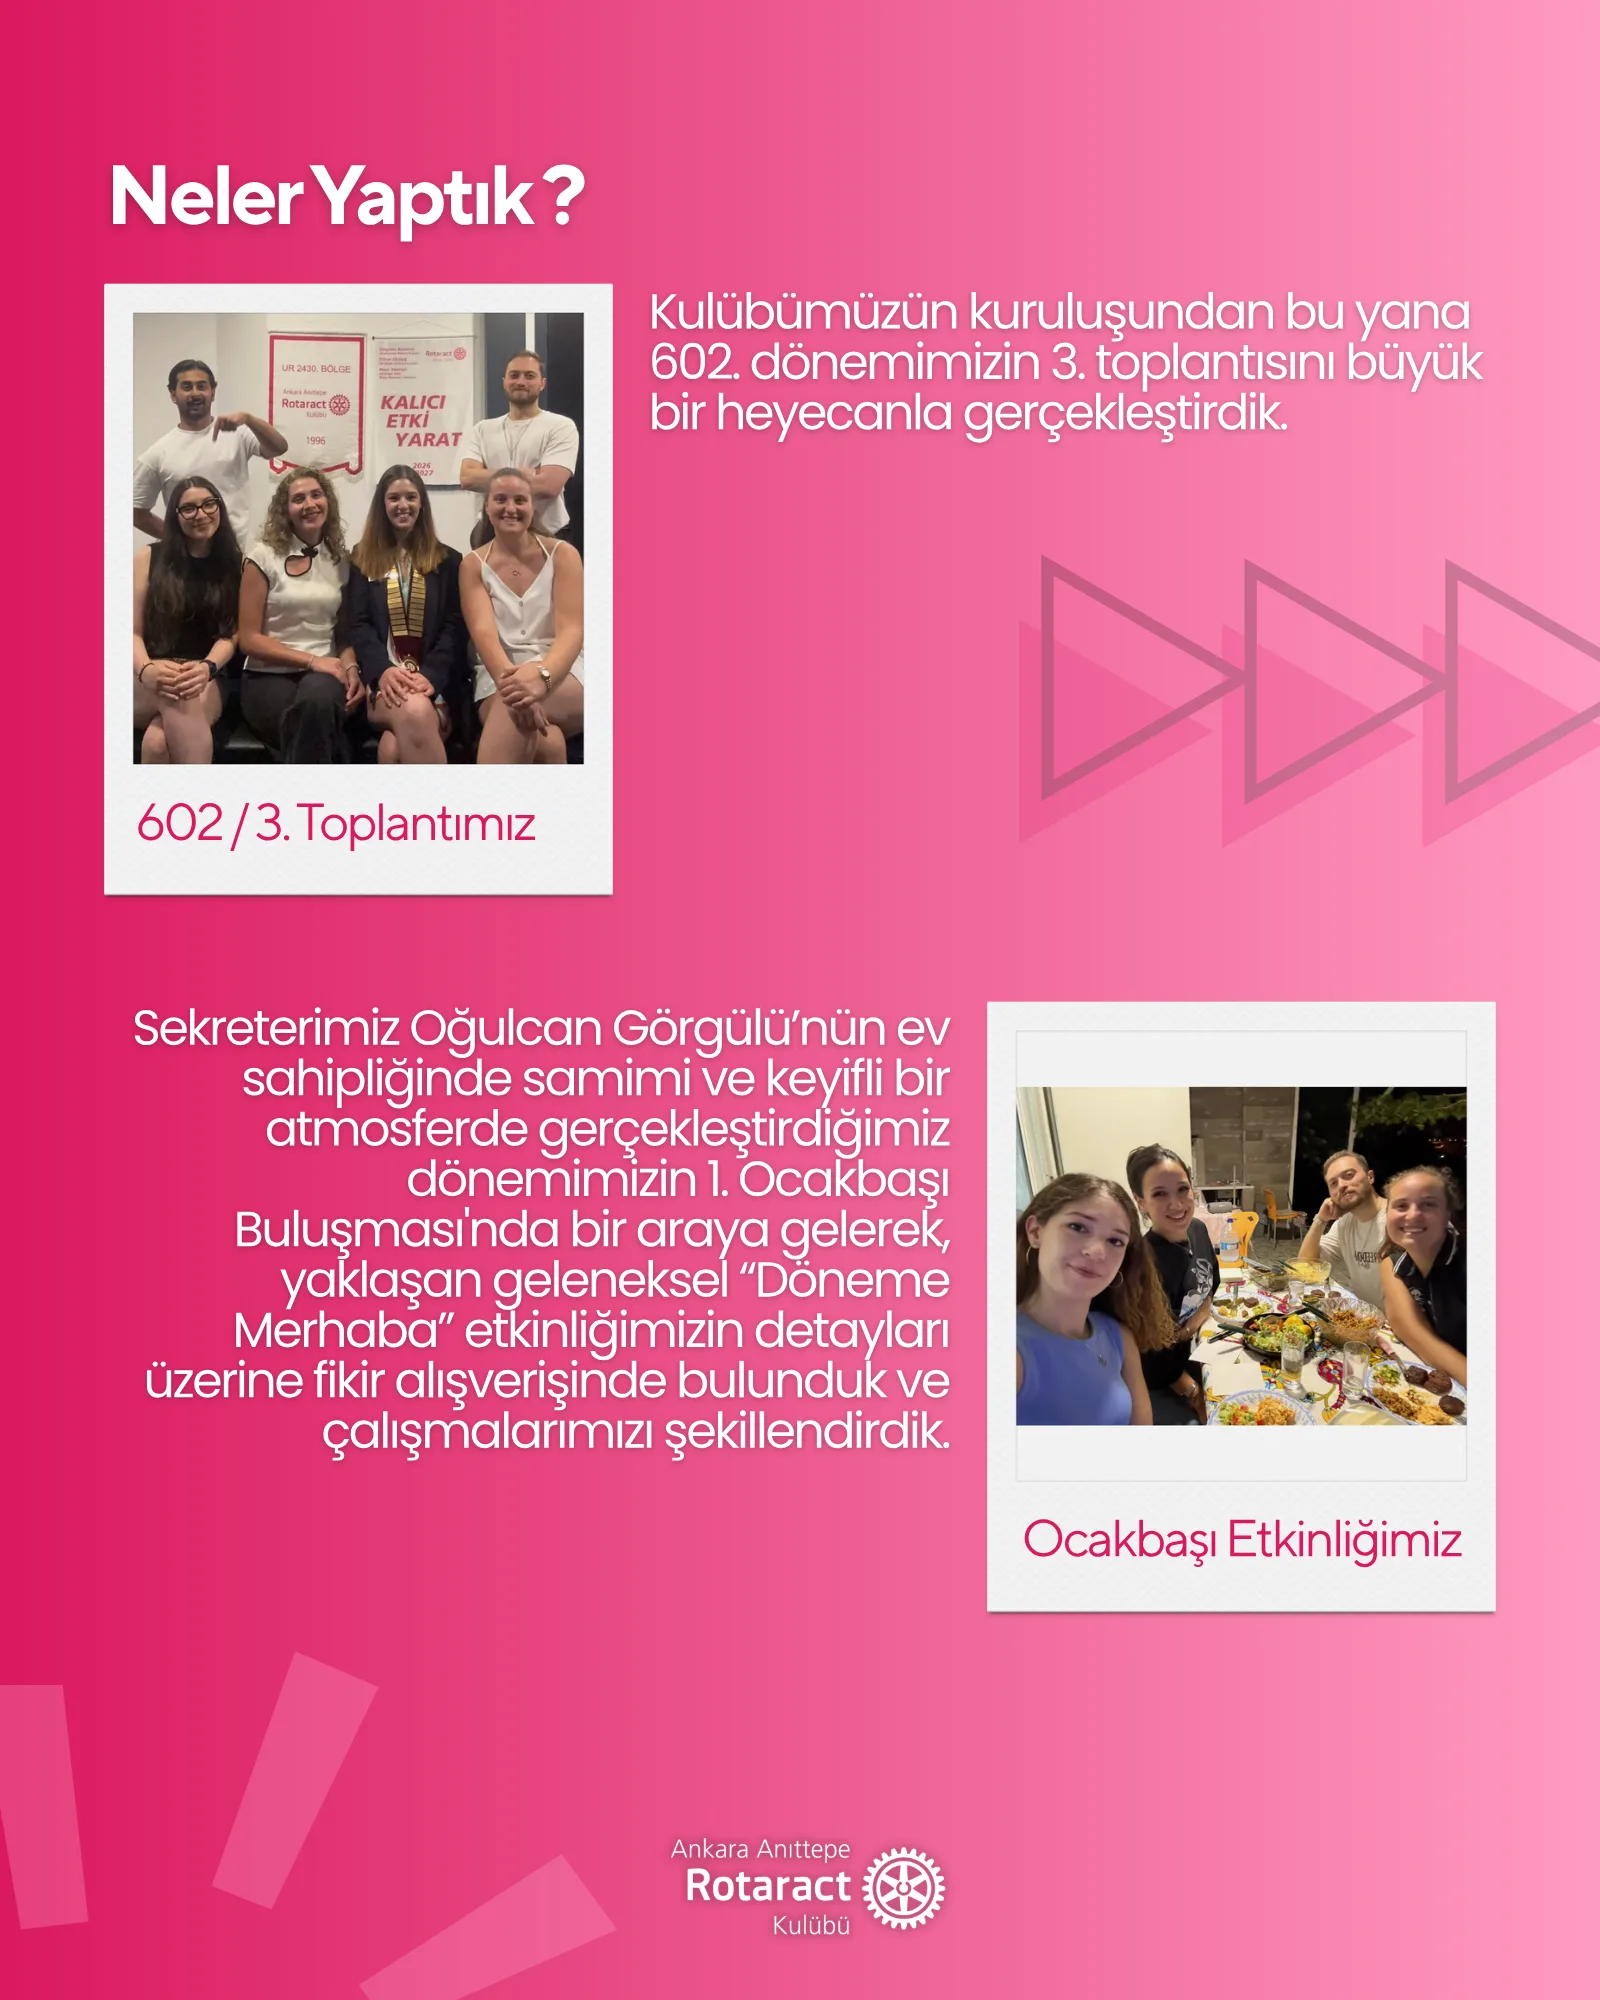 Neler Yaptık ?
UR 2430. BÖLGE
Ankara Anıttepe
Rotaract
Kulübü
1996
Rotaract
KALICI
ETKİ
YARAT
2026
2027
602 / 3. Toplantımız
Kulübümüzün kuruluşundan bu yana
602. dönemimizin 3. toplantısını büyük
bir heyecanla gerçekleştirdik.
Sekreterimiz Oğulcan Görgülü’nün ev
sahipliğinde samimi ve keyifli bir
atmosferde gerçekleştirdiğimiz
dönemimizin 1. Ocakbaşı
Buluşması'nda bir araya gelerek,
yaklaşan geleneksel “Döneme
Merhaba” etkinliğimizin detayları
üzerine fikir alışverişinde bulunduk ve
çalışmalarımızı şekillendirdik.
Ocakbaşı Etkinliğimiz
Ankara Anıttepe
Rotaract
Kulübü